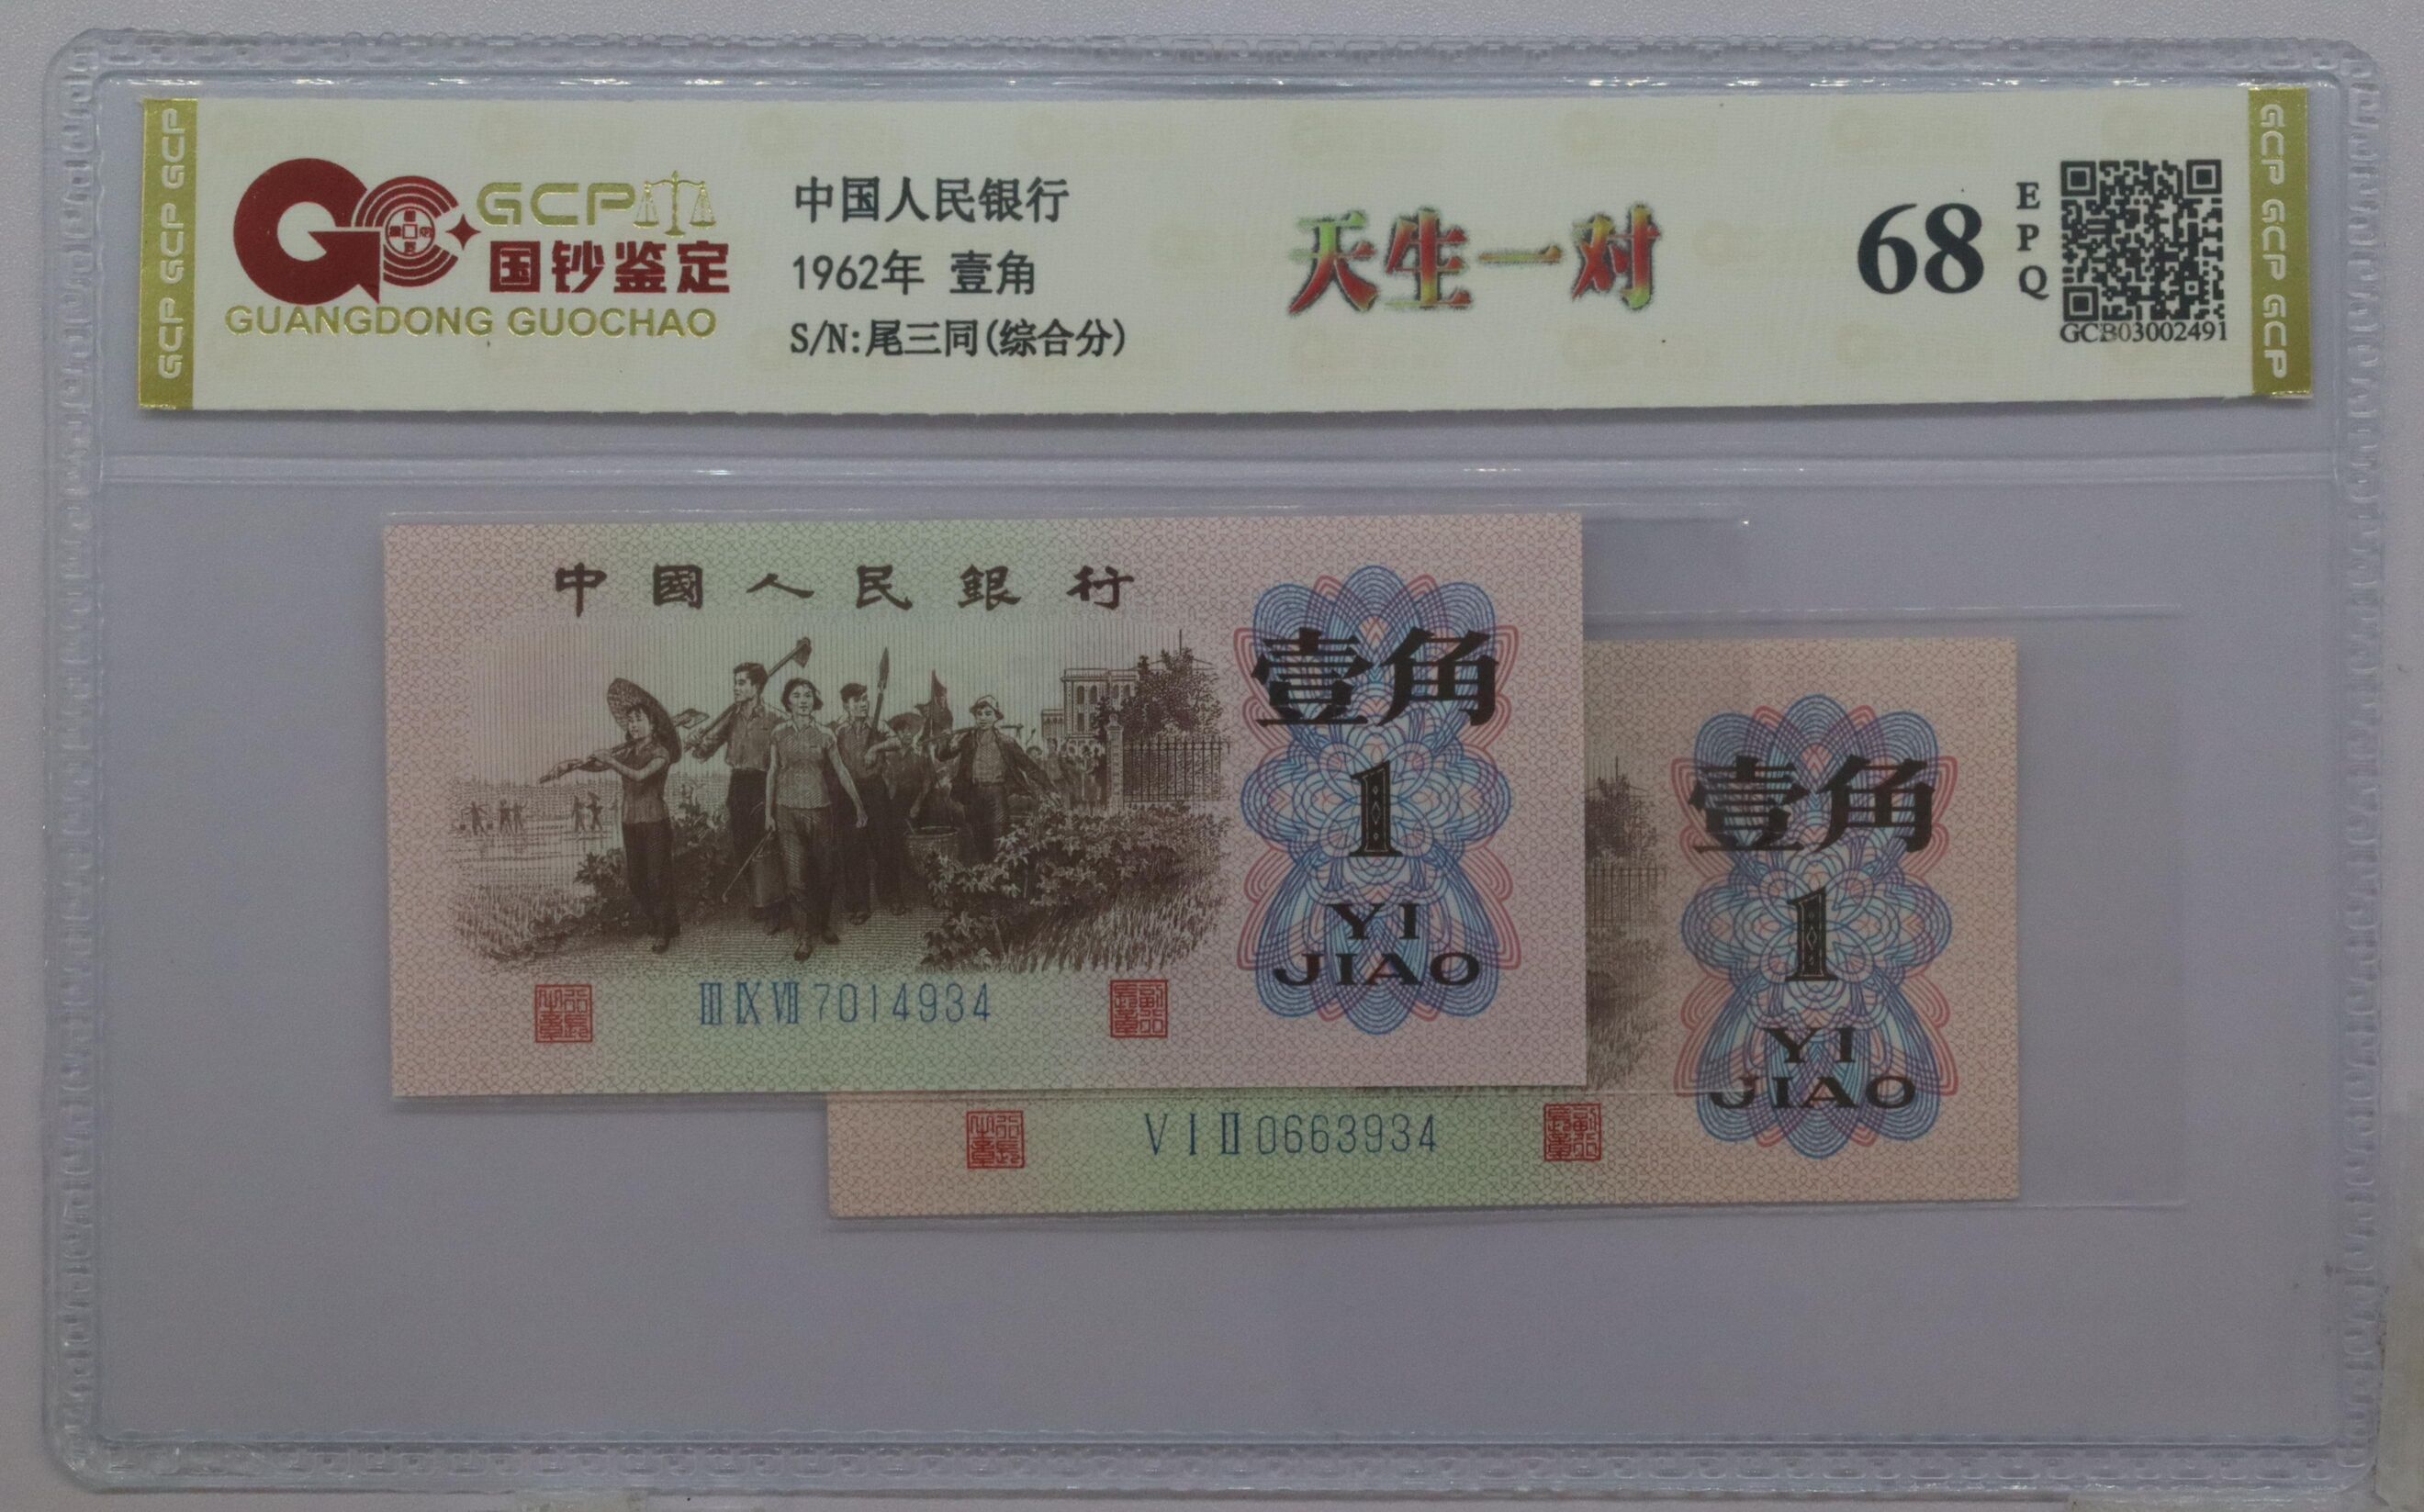 GCP GCP GCP
GCP
国钞鉴定
GUANGDONG GUOCHAO
中国人民银行
1962年 壹角
S/N:尾三同(综合分)
天生一对
68
EPQ
GCB03002491
GCP GCP GCP
中國人民銀行
壹角
1
YI
JIAO
III IX VII 7014934
壹角
1
YI
JIAO
V I II 0663934